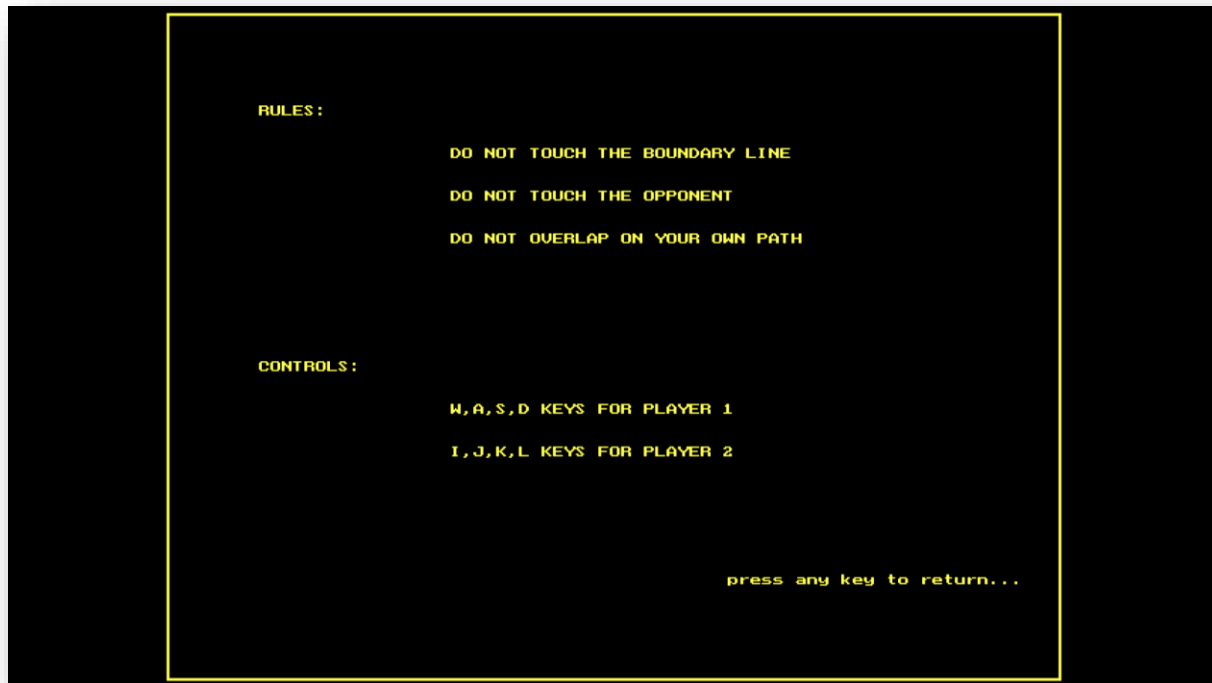 RULES:
DO NOT TOUCH THE BOUNDARY LINE
DO NOT TOUCH THE OPPONENT
DO NOT OVERLAP ON YOUR OWN PATH
CONTROLS:
W,A,S,D KEYS FOR PLAYER 1
I,J,K,L KEYS FOR PLAYER 2
press any key to return...